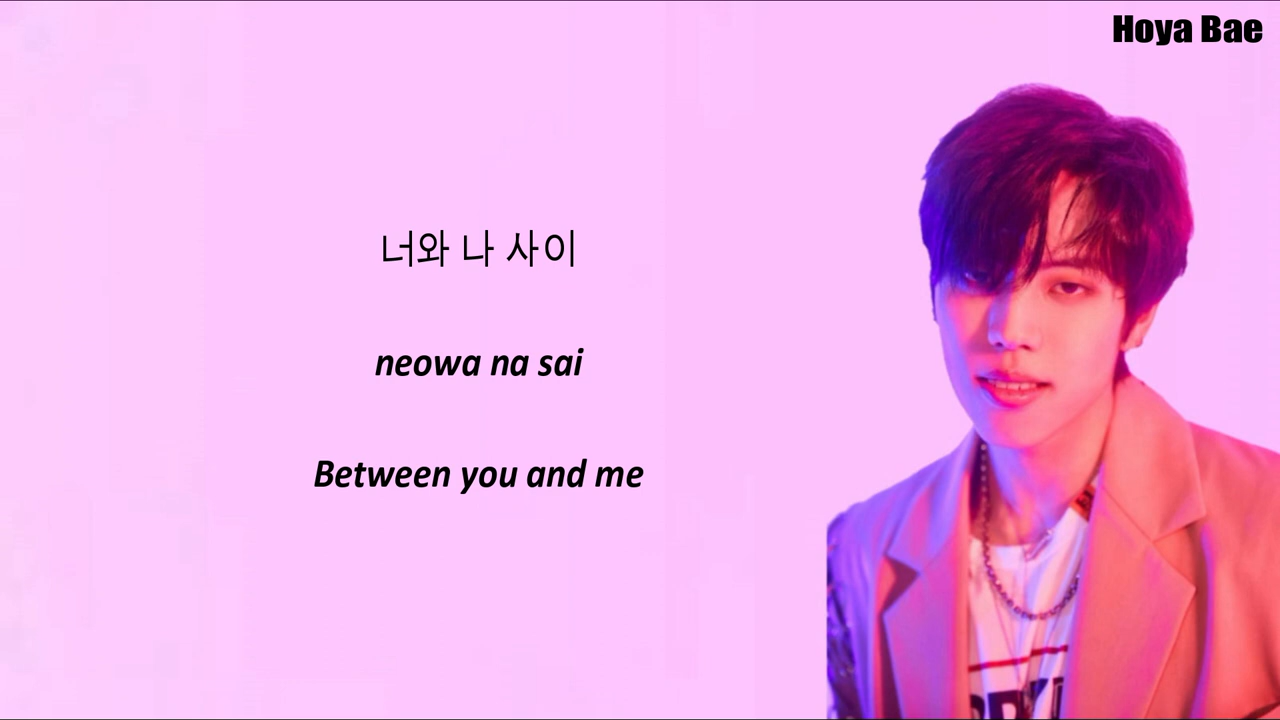 Hoya Bae
너와 나 사이
neowa na sai
Between you and me